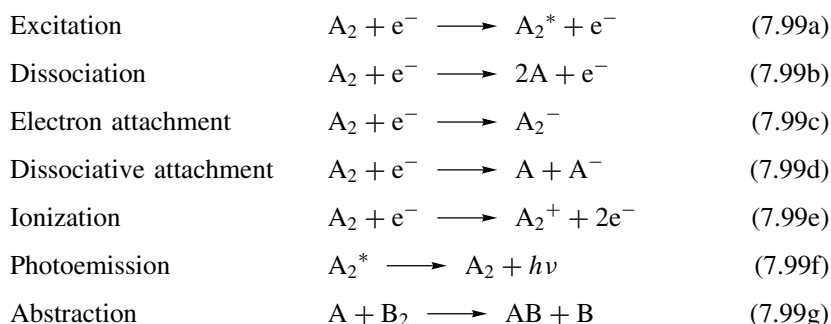 Excitation A₂ + e⁻ ⟶ A₂* + e⁻ (7.99a)
Dissociation A₂ + e⁻ ⟶ 2A + e⁻ (7.99b)
Electron attachment A₂ + e⁻ ⟶ A₂⁻ (7.99c)
Dissociative attachment A₂ + e⁻ ⟶ A + A⁻ (7.99d)
Ionization A₂ + e⁻ ⟶ A₂⁺ + 2e⁻ (7.99e)
Photoemission A₂* ⟶ A₂ + hν (7.99f)
Abstraction A + B₂ ⟶ AB + B (7.99g)